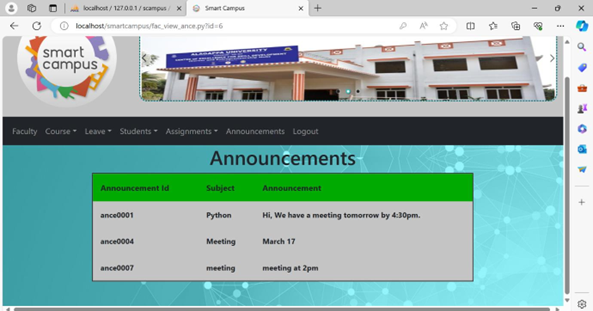 localhost / 127.0.0.1 / scampus
Smart Campus
localhost/smartcampus/fac_view_ance.py?id=6
smart
campus
ALAGAPPA UNIVERSITY
Faculty Course Leave Students Assignments Announcements Logout
Announcements
Announcement Id Subject Announcement
ance0001 Python Hi, We have a meeting tomorrow by 4:30pm.
ance0004 Meeting March 17
ance0007 meeting meeting at 2pm